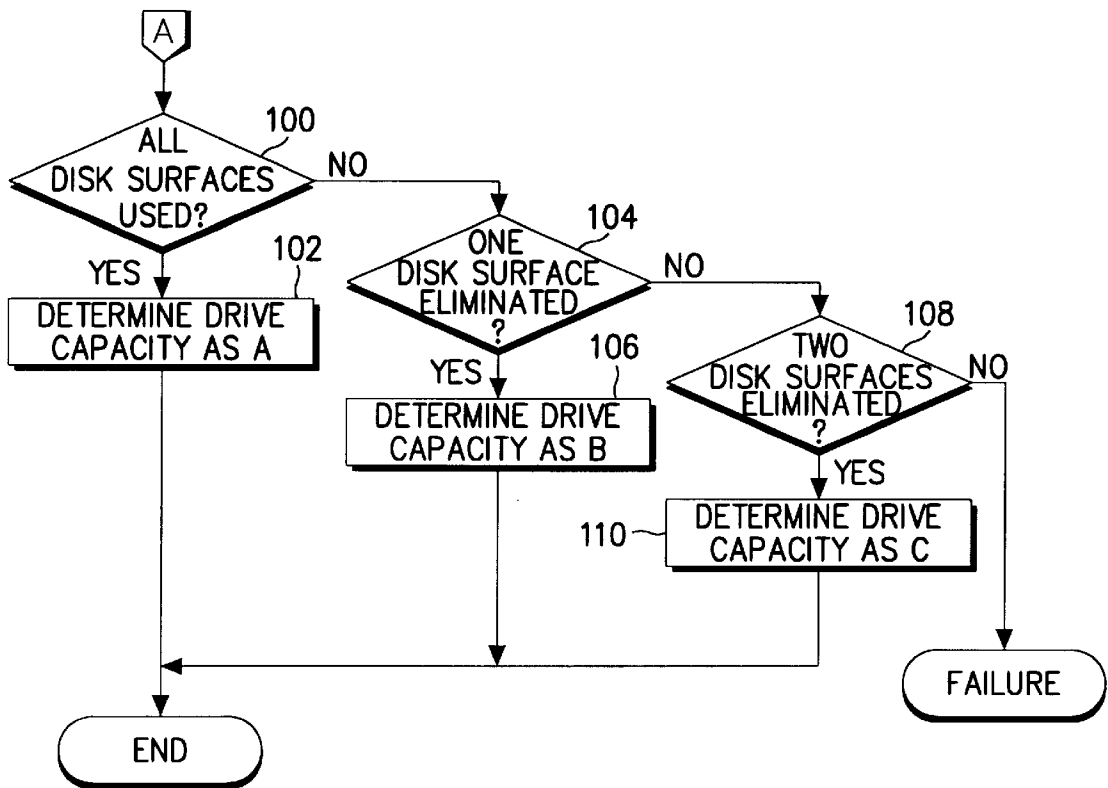 A
100
ALL
DISK SURFACES
USED?
NO
YES
102
DETERMINE DRIVE
CAPACITY AS A
104
ONE
DISK SURFACE
ELIMINATED
?
NO
YES
106
DETERMINE DRIVE
CAPACITY AS B
108
TWO
DISK SURFACES
ELIMINATED
?
NO
YES
110
DETERMINE DRIVE
CAPACITY AS C
FAILURE
END